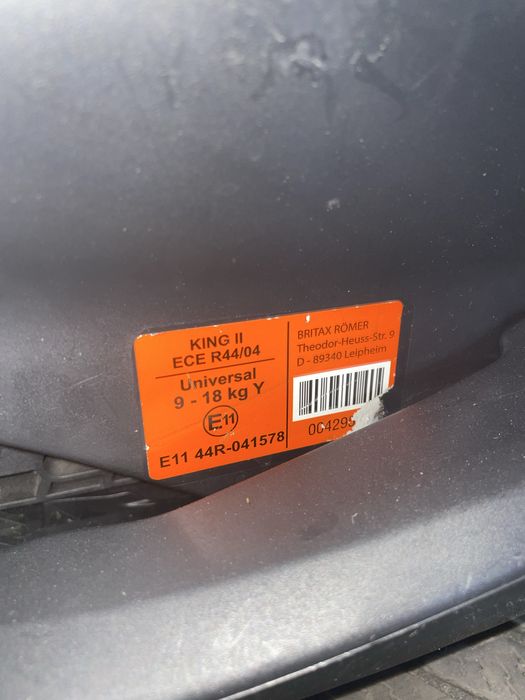 KING II
ECE R44/04
Universal
9 - 18 kg Y
E11
E11 44R-041578
BRITAX RÖMER
Theodor-Heuss-Str. 9
D - 89340 Leipheim